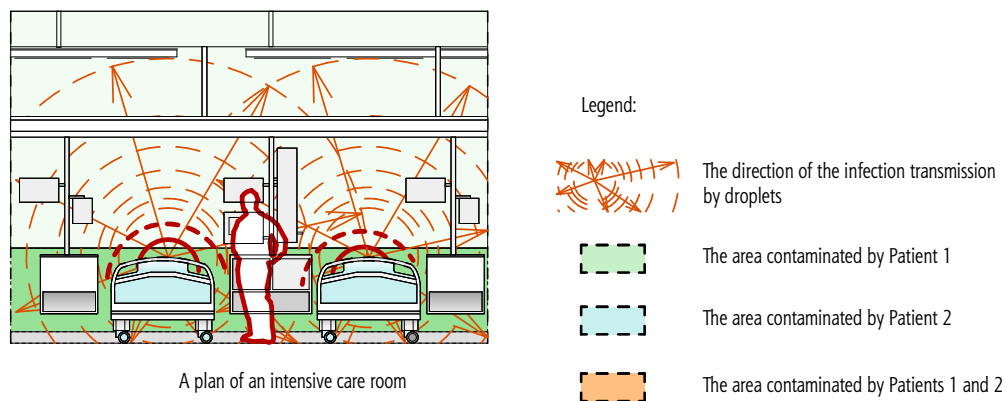 Legend:
The direction of the infection transmission
by droplets
The area contaminated by Patient 1
The area contaminated by Patient 2
The area contaminated by Patients 1 and 2
A plan of an intensive care room